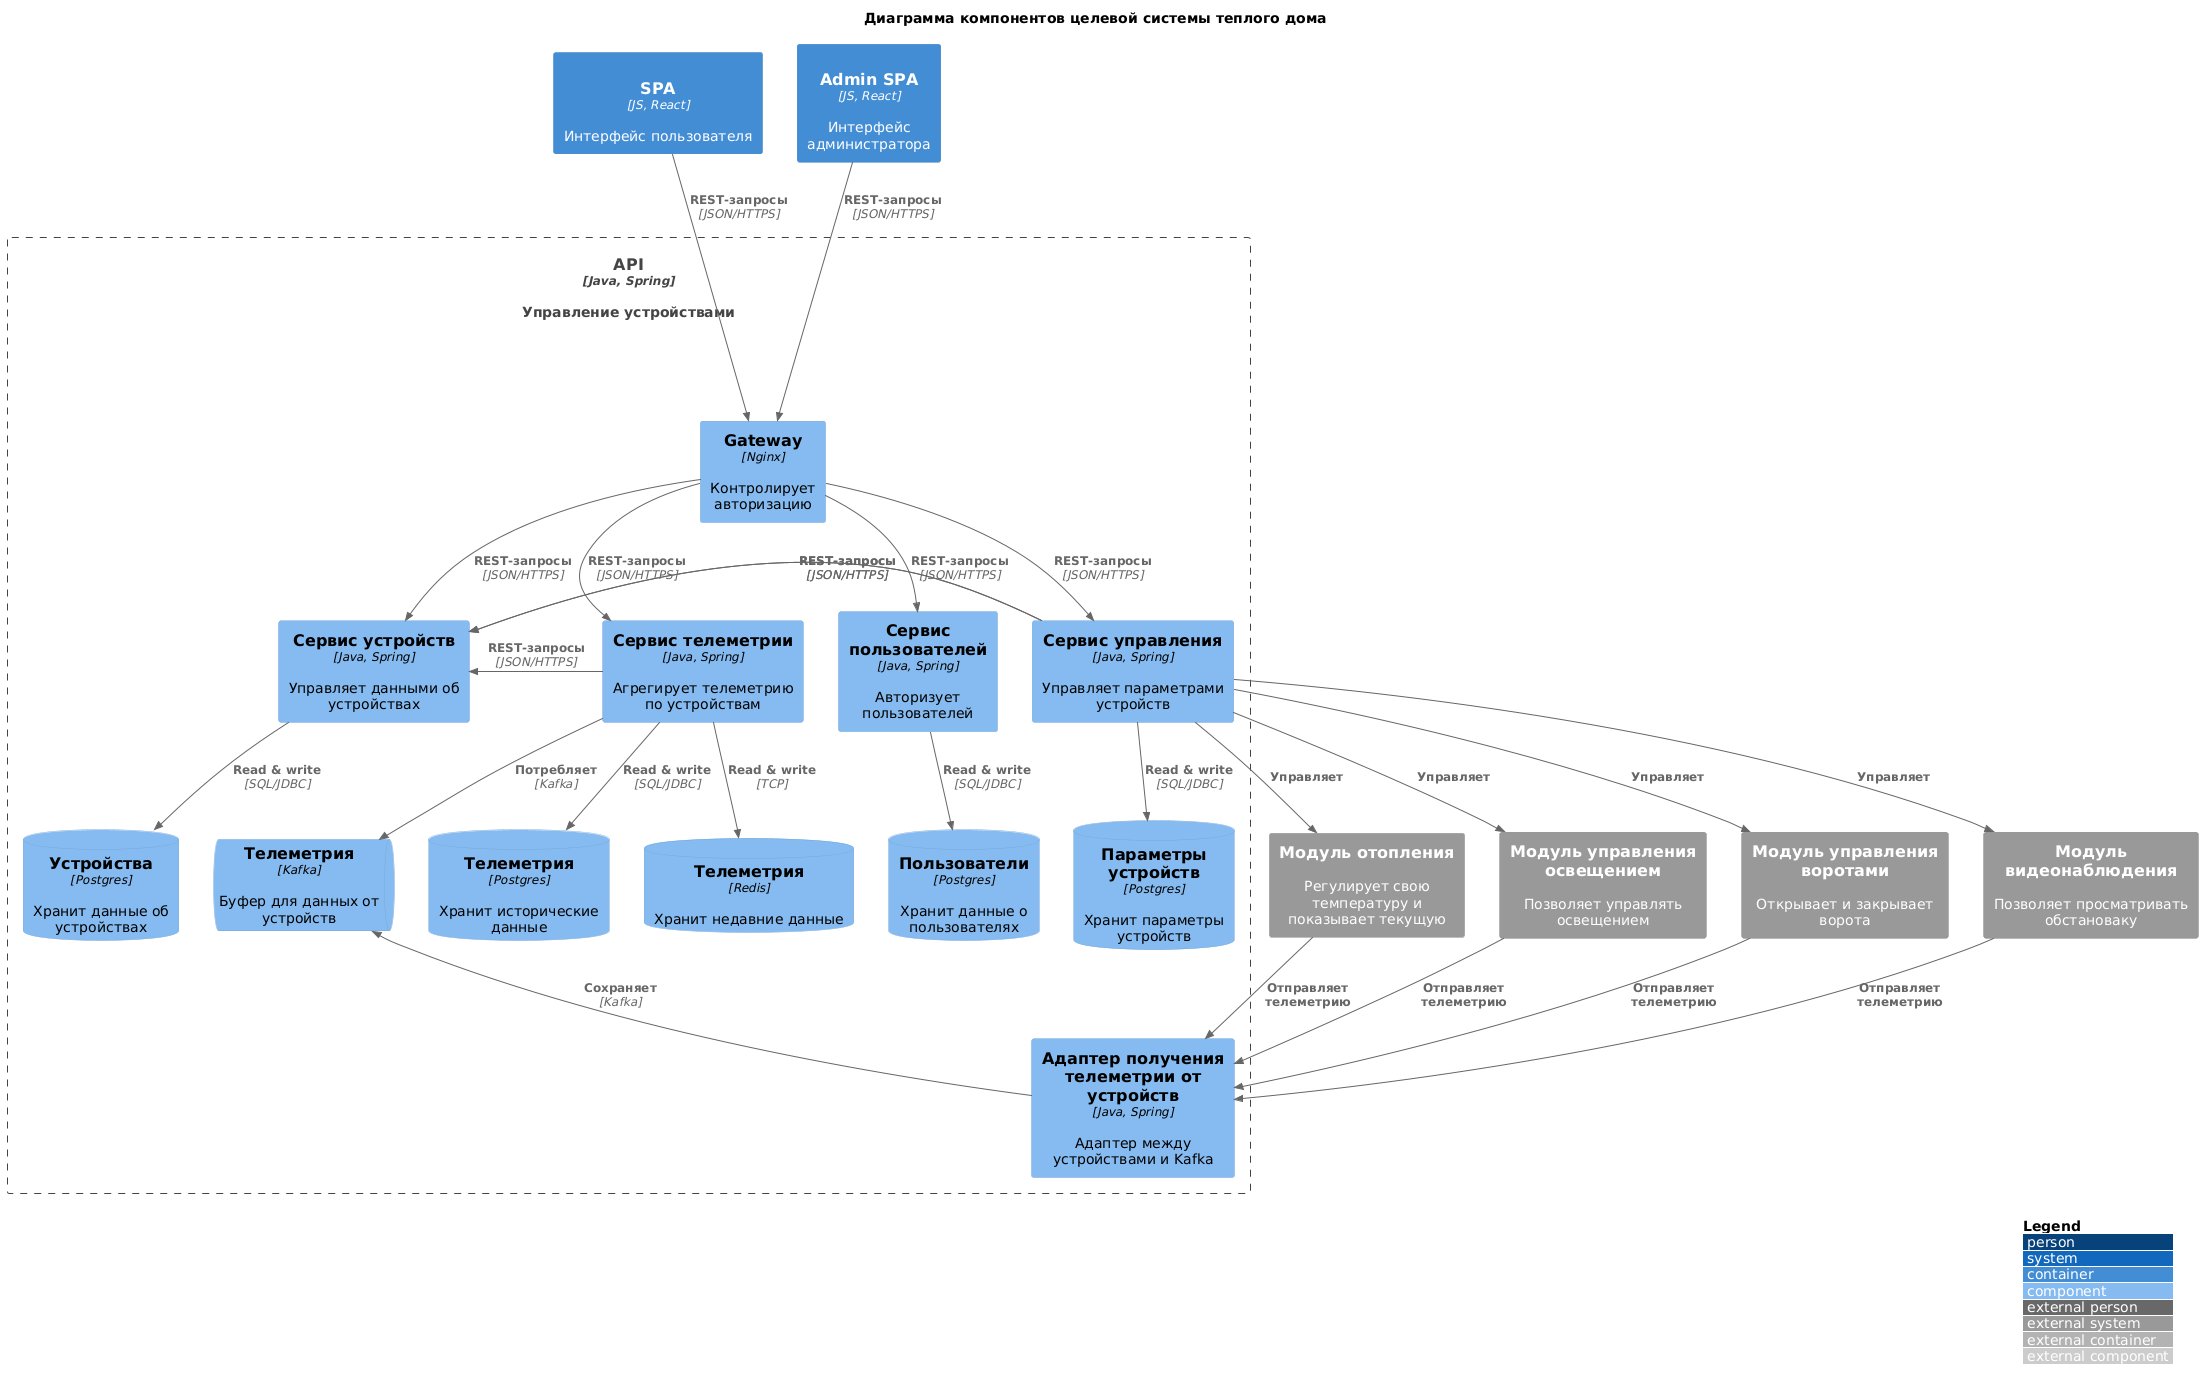 Диаграмма компонентов целевой системы теплого дома
SPA
[JS, React]
Интерфейс пользователя
Admin SPA
[JS, React]
Интерфейс
администратора
REST-запросы
[JSON/HTTPS]
REST-запросы
[JSON/HTTPS]
API
[Java, Spring]
Управление устройствами
Gateway
[Nginx]
Контролирует
авторизацию
REST-запросы
[JSON/HTTPS]
REST-запросы
[JSON/HTTPS]
REST-запросы
[JSON/HTTPS]
REST-запросы
[JSON/HTTPS]
REST-запросы
[JSON/HTTPS]
Сервис устройств
[Java, Spring]
Управляет данными об
устройствах
REST-запросы
[JSON/HTTPS]
Сервис телеметрии
[Java, Spring]
Агрегирует телеметрию
по устройствам
Сервис
пользователей
[Java, Spring]
Авторизует
пользователей
Сервис управления
[Java, Spring]
Управляет параметрами
устройств
Read & write
[SQL/JDBC]
Потребляет
[Kafka]
Read & write
[SQL/JDBC]
Read & write
[TCP]
Read & write
[SQL/JDBC]
Read & write
[SQL/JDBC]
Управляет
Управляет
Управляет
Управляет
Устройства
[Postgres]
Хранит данные об
устройствах
Телеметрия
[Kafka]
Буфер для данных от
устройств
Телеметрия
[Postgres]
Хранит исторические
данные
Телеметрия
[Redis]
Хранит недавние данные
Пользователи
[Postgres]
Хранит данные о
пользователях
Параметры
устройств
[Postgres]
Хранит параметры
устройств
Модуль отопления
Регулирует свою
температуру и
показывает текущую
Модуль управления
освещением
Позволяет управлять
освещением
Модуль управления
воротами
Открывает и закрывает
ворота
Модуль
видеонаблюдения
Позволяет просматривать
обстановаку
Сохраняет
[Kafka]
Отправляет
телеметрию
Отправляет
телеметрию
Отправляет
телеметрию
Отправляет
телеметрию
Адаптер получения
телеметрии от
устройств
[Java, Spring]
Адаптер между
устройствами и Kafka
Legend
person
system
container
component
external person
external system
external container
external component